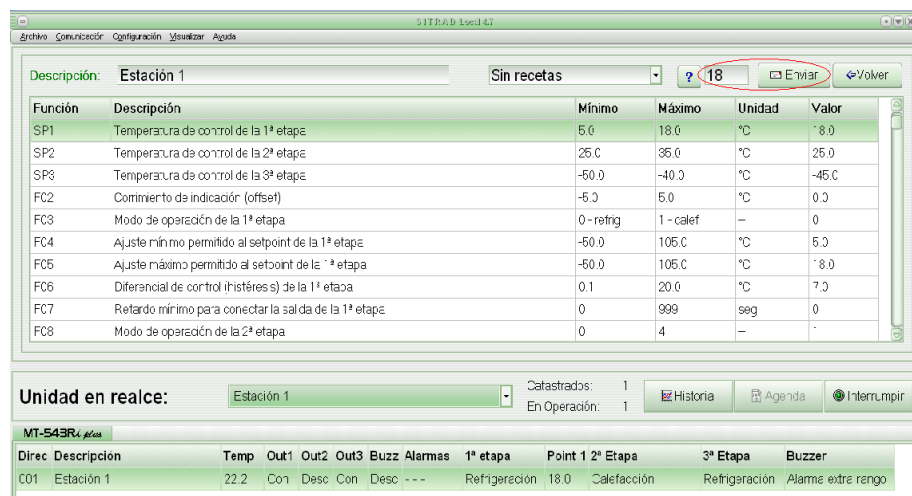 SITRAD Local 4.7
Archivo Comunicación Configuración Visualizar Ayuda
Descripción: Estación 1 Sin recetas ? 18 Enviar Volver
Función Descripción Mínimo Máximo Unidad Valor
SP1 Temperatura de control de la 1ª etapa 5.0 18.0 °C 18.0
SP2 Temperatura de control de la 2ª etapa 25.0 35.0 °C 25.0
SP3 Temperatura de control de la 3ª etapa -50.0 -40.0 °C -45.0
F02 Corrimiento de indicación (offset) -5.0 5.0 °C 0.0
F03 Modo de operación de la 1ª etapa 0 - refrig 1 - calef – 0
F04 Ajuste mínimo permitido al setpoint de la 1ª etapa -50.0 105.0 °C 5.0
F05 Ajuste máximo permitido al setpoint de la 1ª etapa -50.0 105.0 °C 18.0
F06 Diferencial de control (histéresis) de la 1ª etapa 0.1 20.0 °C 7.0
F07 Retardo mínimo para conectar la salida de la 1ª etapa 0 999 seg 0
F08 Modo de operación de la 2ª etapa 0 4 – 1
Unidad en realce: Estación 1
Catastrados: 1
En Operación: 1
Historia Agenda Interrumpir
MT-543Ri plus
Direc Descripción Temp Out1 Out2 Out3 Buzz Alarmas 1ª etapa Point 1 2ª Etapa 3ª Etapa Buzzer
001 Estación 1 22.2 Con Desc Con Desc - - - Refrigeración 18.0 Calefacción Refrigeración Alarma extra rango